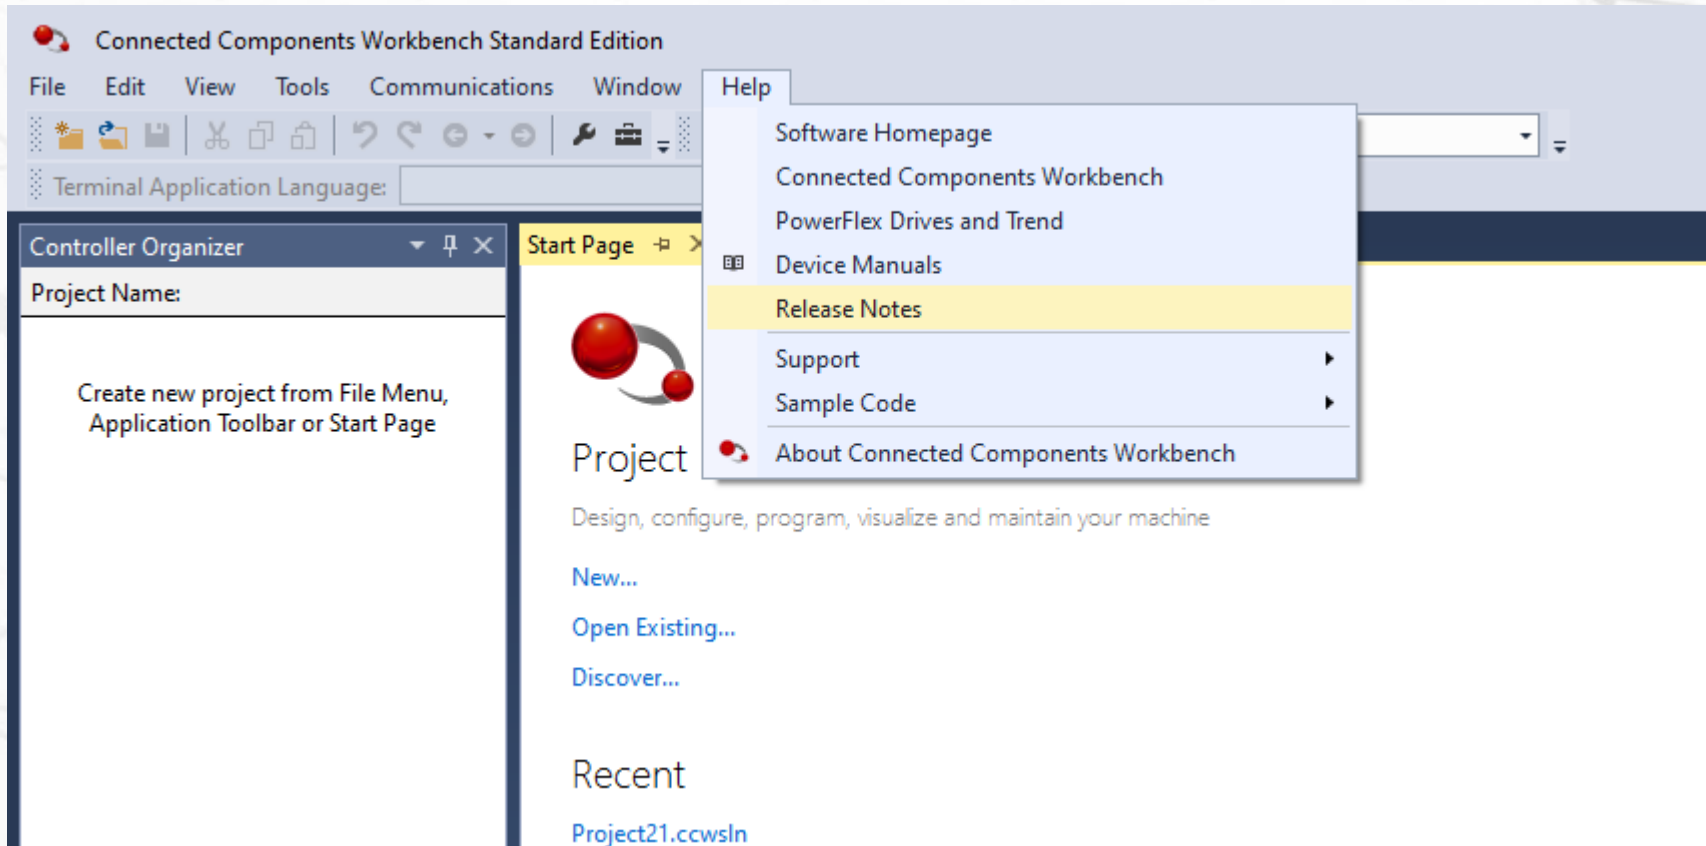 Connected Components Workbench Standard Edition
File Edit View Tools Communications Window Help
Software Homepage
Connected Components Workbench
PowerFlex Drives and Trend
Device Manuals
Release Notes
Support
Sample Code
About Connected Components Workbench
Terminal Application Language:
Controller Organizer
Project Name:
Create new project from File Menu,
Application Toolbar or Start Page
Start Page
Project
Design, configure, program, visualize and maintain your machine
New...
Open Existing...
Discover...
Recent
Project21.ccwsln